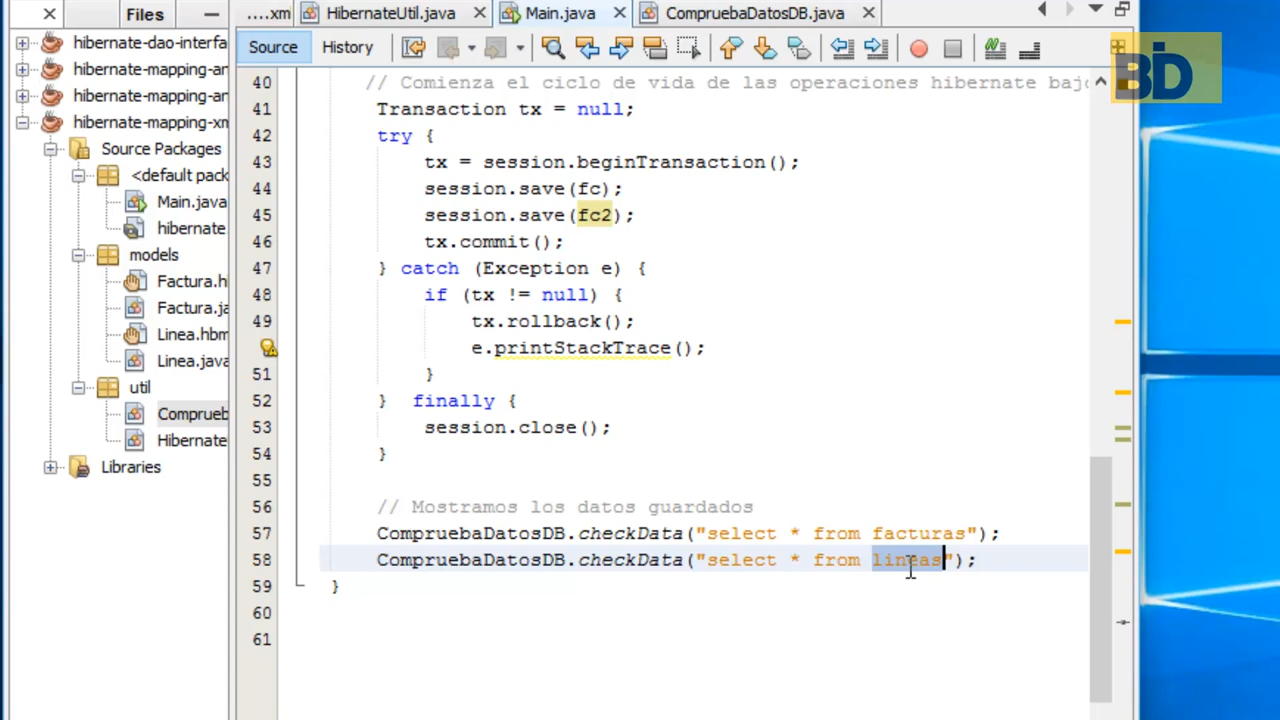 ....xm
HibernateUtil.java
Main.java
CompruebaDatosDB.java
Files
Source
History
BID
hibernate-dao-interfa
hibernate-mapping-an
hibernate-mapping-an
hibernate-mapping-xm
Source Packages
<default pack
Main.java
hibernate
models
Factura.h
Factura.ja
Linea.hbm
Linea.java
util
Comprueb
Hibernate
Libraries
40 // Comienza el ciclo de vida de las operaciones hibernate bajo
41 Transaction tx = null;
42 try {
43 tx = session.beginTransaction();
44 session.save(fc);
45 session.save(fc2);
46 tx.commit();
47 } catch (Exception e) {
48 if (tx != null) {
49 tx.rollback();
e.printStackTrace();
51 }
52 } finally {
53 session.close();
54 }
55
56 // Mostramos los datos guardados
57 CompruebaDatosDB.checkData("select * from facturas");
58 CompruebaDatosDB.checkData("select * from lineas");
59 }
60
61